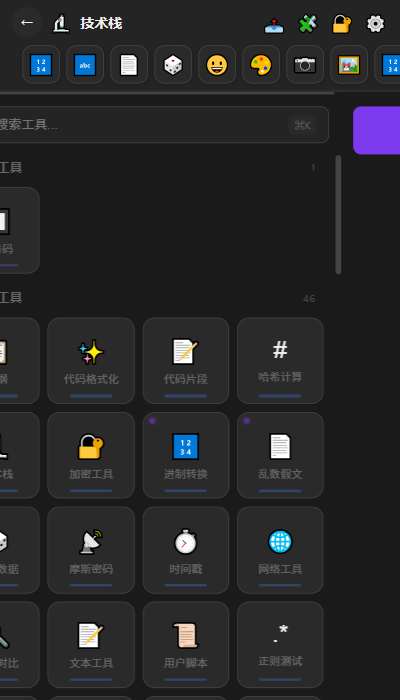 ← 技术栈
搜索工具... ⌘K
工具 1
码
工具 46
代码格式化 代码片段 哈希计算
栈 加密工具 进制转换 乱数假文
数据 摩斯密码 时间戳 网络工具
对比 文本工具 用户脚本 正则测试